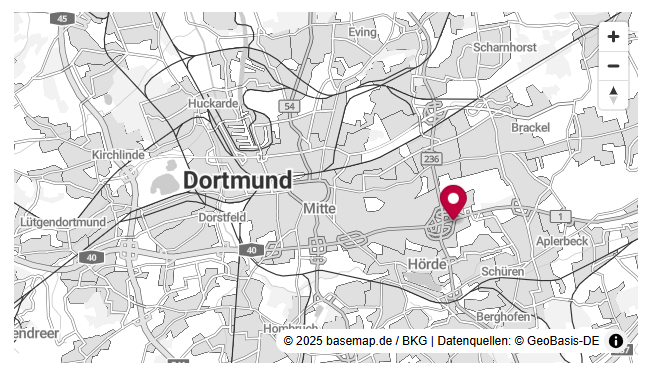 45
Eving
Scharnhorst
Huckarde
54
Brackel
Kirchlinde
236
Dortmund
Mitte
Lütgendortmund
Dorstfeld
1
40
40
Aplerbeck
Hörde
Schüren
Berghofen
endreer
Hombruch
© 2025 basemap.de / BKG | Datenquellen: © GeoBasis-DE